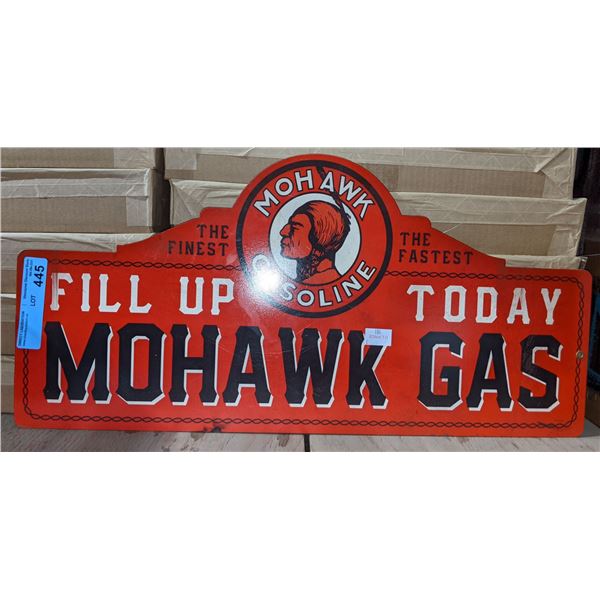 MOHAWK
GASOLINE
THE FINEST
THE FASTEST
FILL UP TODAY
MOHAWK GAS
LOT 445